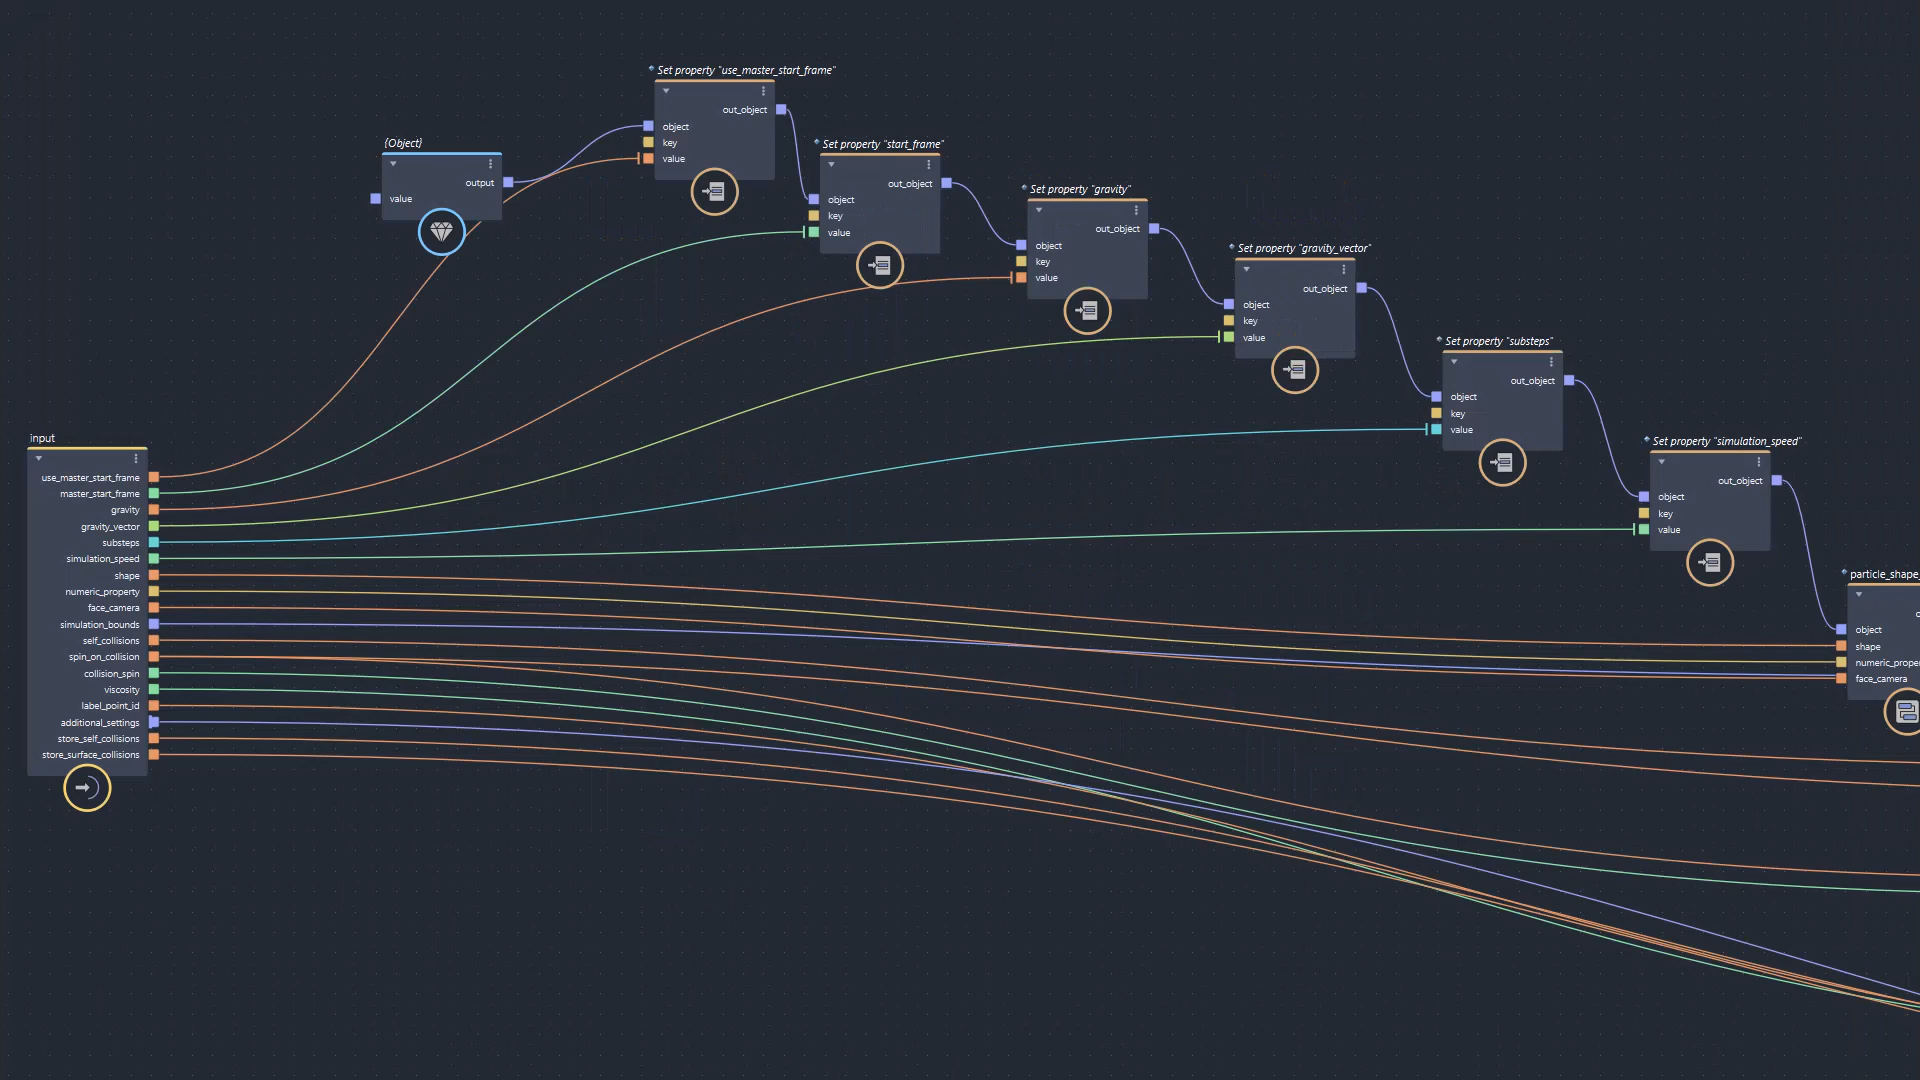 Set property "use_master_start_frame"
out_object
object
key
value
{Object}
output
value
Set property "start_frame"
out_object
object
key
value
Set property "gravity"
out_object
object
key
value
Set property "gravity_vector"
out_object
object
key
value
Set property "substeps"
out_object
object
key
value
Set property "simulation_speed"
out_object
object
key
value
input
use_master_start_frame
master_start_frame
gravity
gravity_vector
substeps
simulation_speed
shape
numeric_property
face_camera
simulation_bounds
self_collisions
spin_on_collision
collision_spin
viscosity
label_point_id
additional_settings
store_self_collisions
store_surface_collisions
particle_shape_
object
shape
numeric_proper
face_camera